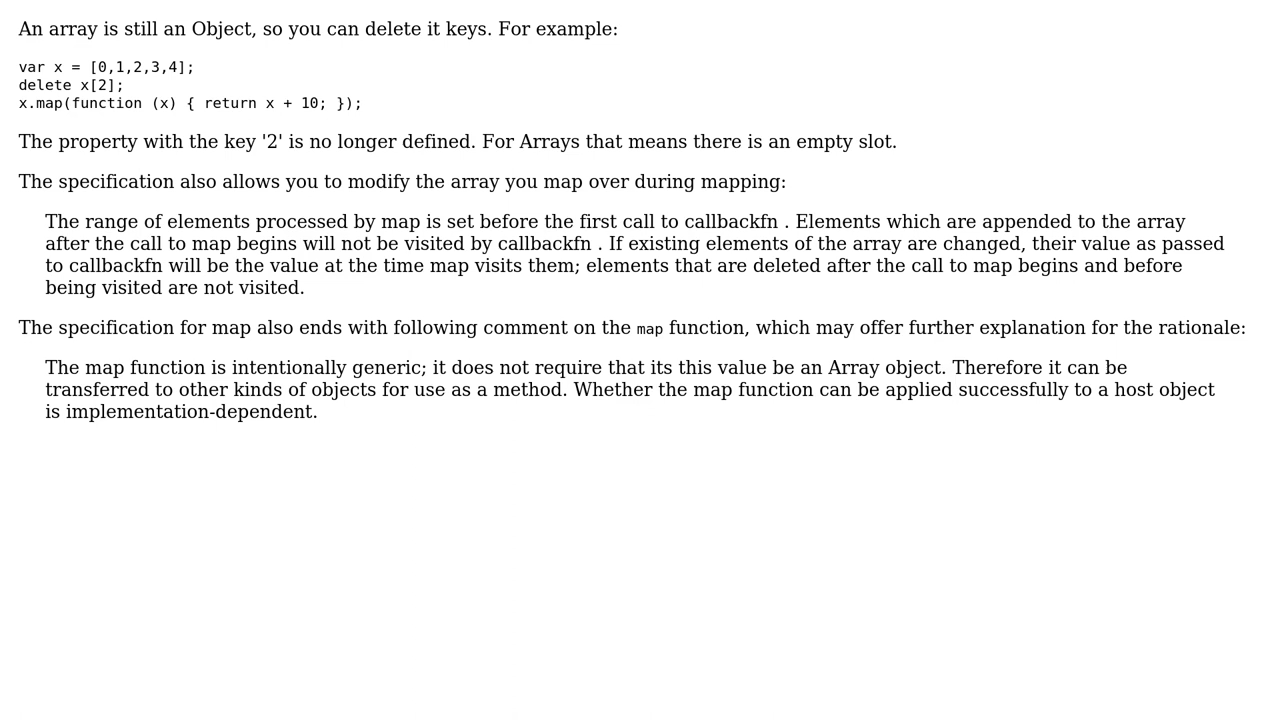 An array is still an Object, so you can delete it keys. For example:
var x = [0,1,2,3,4];
delete x[2];
x.map(function (x) { return x + 10; });
The property with the key '2' is no longer defined. For Arrays that means there is an empty slot.
The specification also allows you to modify the array you map over during mapping:
The range of elements processed by map is set before the first call to callbackfn . Elements which are appended to the array
after the call to map begins will not be visited by callbackfn . If existing elements of the array are changed, their value as passed
to callbackfn will be the value at the time map visits them; elements that are deleted after the call to map begins and before
being visited are not visited.
The specification for map also ends with following comment on the map function, which may offer further explanation for the rationale:
The map function is intentionally generic; it does not require that its this value be an Array object. Therefore it can be
transferred to other kinds of objects for use as a method. Whether the map function can be applied successfully to a host object
is implementation-dependent.